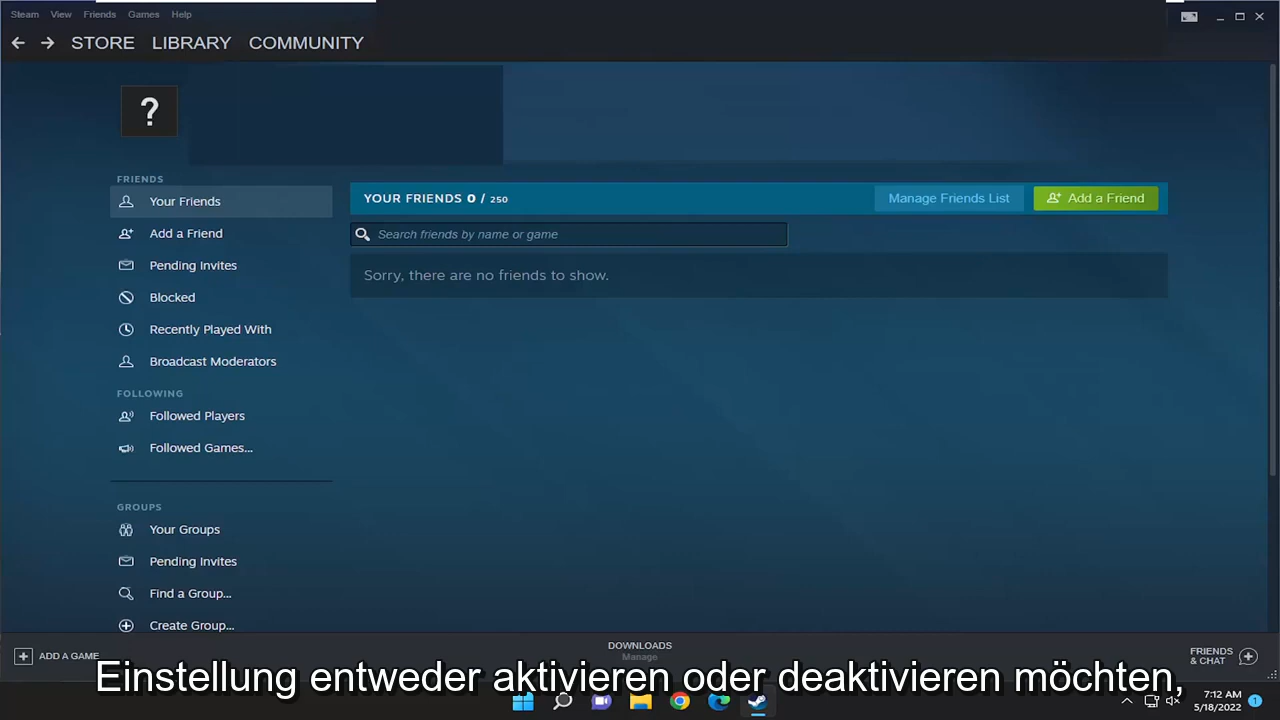 Steam View Friends Games Help
STORE LIBRARY COMMUNITY
?
FRIENDS
Your Friends
Add a Friend
Pending Invites
Blocked
Recently Played With
Broadcast Moderators
FOLLOWING
Followed Players
Followed Games...
GROUPS
Your Groups
Pending Invites
Find a Group...
Create Group...
YOUR FRIENDS 0 / 250
Manage Friends List
Add a Friend
Search friends by name or game
Sorry, there are no friends to show.
ADD A GAME
DOWNLOADS
Manage
FRIENDS
& CHAT
Einstellung entweder aktivieren oder deaktivieren möchten,
7:12 AM
5/18/2022
1